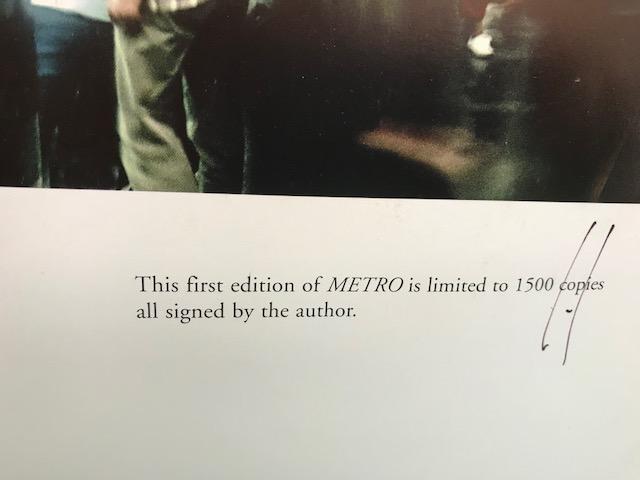 This first edition of METRO is limited to 1500 copies
all signed by the author.